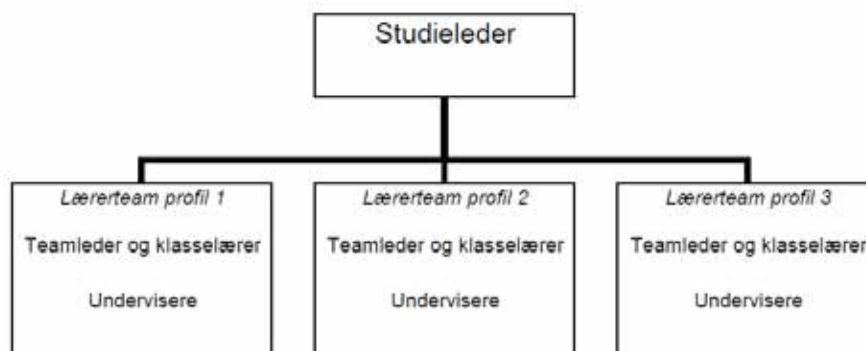 Studieleder
Lærerteam profil 1
Teamleder og klasselærer
Undervisere
Lærerteam profil 2
Teamleder og klasselærer
Undervisere
Lærerteam profil 3
Teamleder og klasselærer
Undervisere